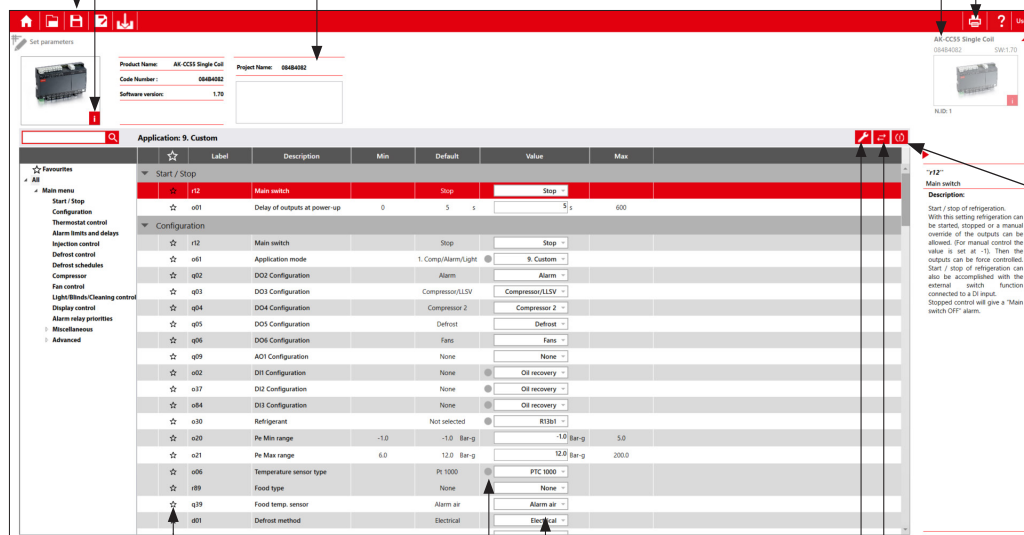 ? Us
Set parameters
Product Name: AK-CC55 Single Coil
Code Number : 084B4082
Software version: 1.70
Project Name: 084B4082
i
AK-CC55 Single Coil
084B4082 SW:1.70
i
N.ID: 1
Application: 9. Custom
Label Description Min Default Value Max
Favourites
All
Main menu
Start / Stop
Configuration
Thermostat control
Alarm limits and delays
Injection control
Defrost control
Defrost schedules
Compressor
Fan control
Light/Blinds/Cleaning control
Display control
Alarm relay priorities
Miscellaneous
Advanced
Start / Stop
r12 Main switch Stop Stop
o01 Delay of outputs at power-up 0 5 s 5 s 600
Configuration
r12 Main switch Stop Stop
o61 Application mode 1. Comp/Alarm/Light 9. Custom
q02 DO2 Configuration Alarm Alarm
q03 DO3 Configuration Compressor/LLSV Compressor/LLSV
q04 DO4 Configuration Compressor 2 Compressor 2
q05 DO5 Configuration Defrost Defrost
q06 DO6 Configuration Fans Fans
q09 AO1 Configuration None None
o02 DI1 Configuration None Oil recovery
o37 DI2 Configuration None Oil recovery
o84 DI3 Configuration None Oil recovery
o30 Refrigerant Not selected R13b1
o20 Pe Min range -1.0 -1.0 Bar-g -1.0 Bar-g 5.0
o21 Pe Max range 6.0 12.0 Bar-g 12.0 Bar-g 200.0
o06 Temperature sensor type Pt 1000 PTC 1000
r89 Food type None None
q39 Food temp. sensor Alarm air Alarm air
d01 Defrost method Electrical Electrical
"r12"
Main switch
Description:
Start / stop of refrigeration.
With this setting refrigeration can
be started, stopped or a manual
override of the outputs can be
allowed. (For manual control the
value is set at -1). Then the
outputs can be force controlled.
Start / stop of refrigeration can
also be accomplished with the
external switch function
connected to a DI input.
Stopped control will give a "Main
switch OFF" alarm.